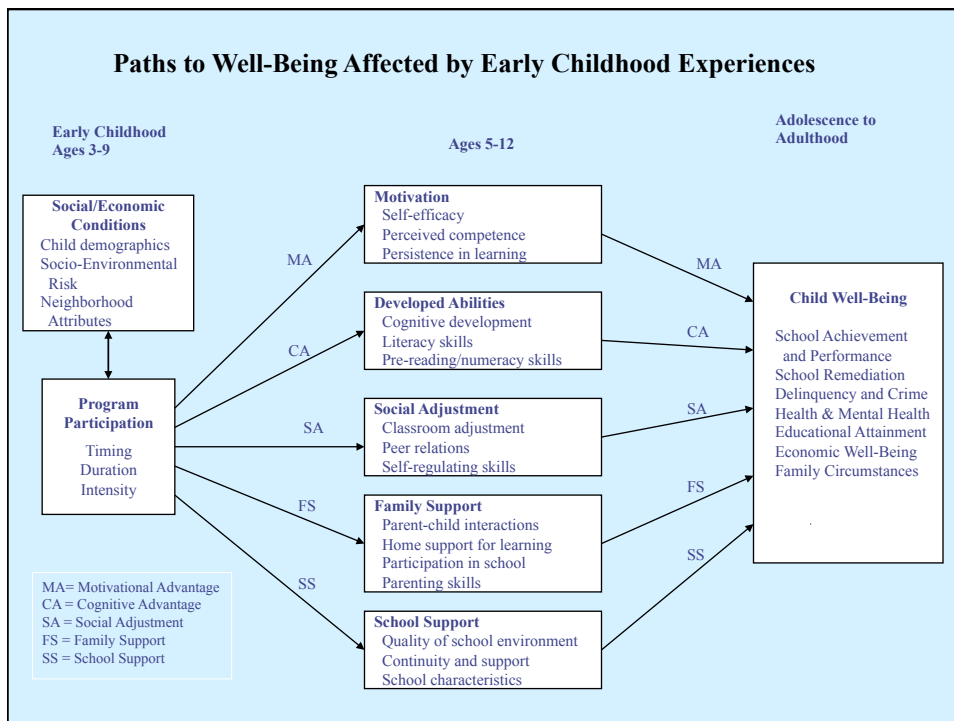 Paths to Well-Being Affected by Early Childhood Experiences
Early Childhood
Ages 3-9
Ages 5-12
Adolescence to
Adulthood
Social/Economic
Conditions
Child demographics
Socio-Environmental
Risk
Neighborhood
Attributes
Program
Participation
Timing
Duration
Intensity
MA
CA
SA
FS
SS
Motivation
Self-efficacy
Perceived competence
Persistence in learning
Developed Abilities
Cognitive development
Literacy skills
Pre-reading/numeracy skills
Social Adjustment
Classroom adjustment
Peer relations
Self-regulating skills
Family Support
Parent-child interactions
Home support for learning
Participation in school
Parenting skills
School Support
Quality of school environment
Continuity and support
School characteristics
MA
CA
SA
FS
SS
Child Well-Being
School Achievement
and Performance
School Remediation
Delinquency and Crime
Health & Mental Health
Educational Attainment
Economic Well-Being
Family Circumstances
MA= Motivational Advantage
CA = Cognitive Advantage
SA = Social Adjustment
FS = Family Support
SS = School Support